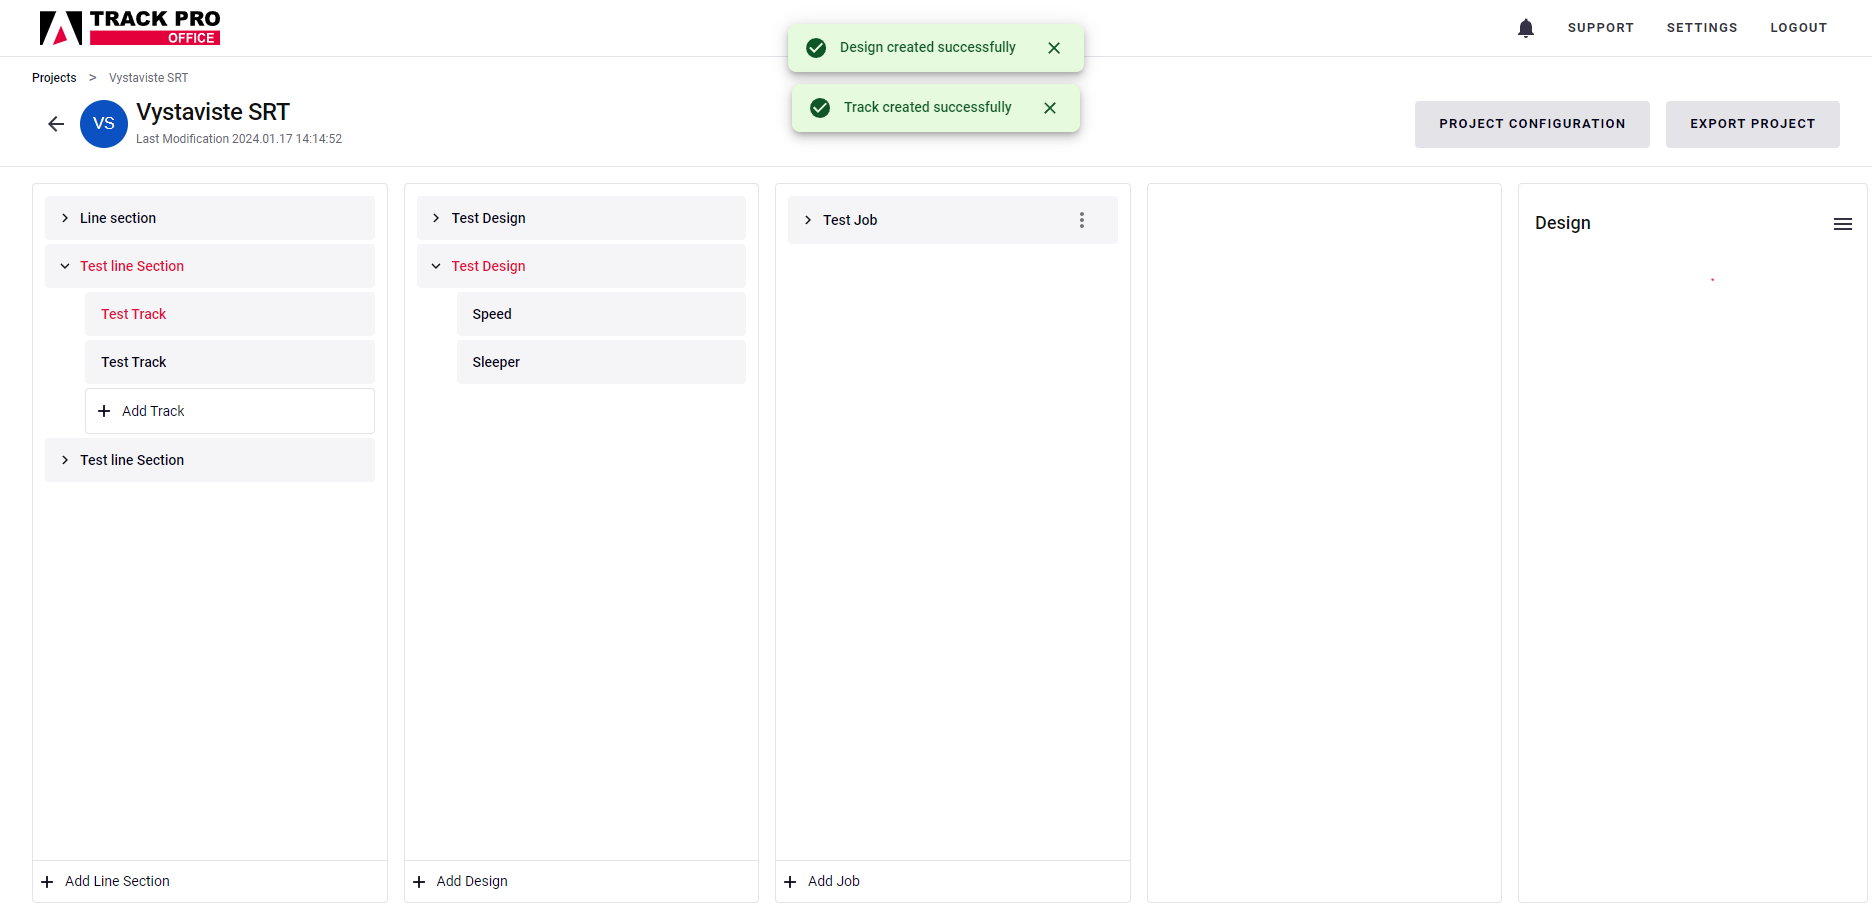 TRACK PRO
OFFICE
Design created successfully
Track created successfully
SUPPORT
SETTINGS
LOGOUT
Projects > Vystaviste SRT
VS
Vystaviste SRT
Last Modification 2024.01.17 14:14:52
PROJECT CONFIGURATION
EXPORT PROJECT
Line section
Test line Section
Test Track
Test Track
Add Track
Test line Section
Add Line Section
Test Design
Test Design
Speed
Sleeper
Add Design
Test Job
Add Job
Design